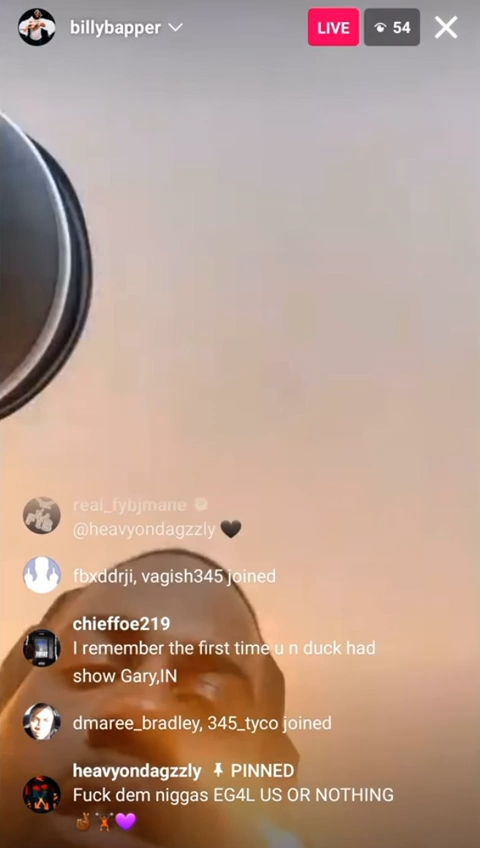 billybapper
LIVE
54
real_fybjmane
@heavyondagzzly 🖤
fbxddrji, vagish345 joined
chieffoe219
I remember the first time u n duck had
show Gary,IN
dmaree_bradley, 345_tyco joined
heavyondagzzly PINNED
Fuck dem niggas EG4L US OR NOTHING